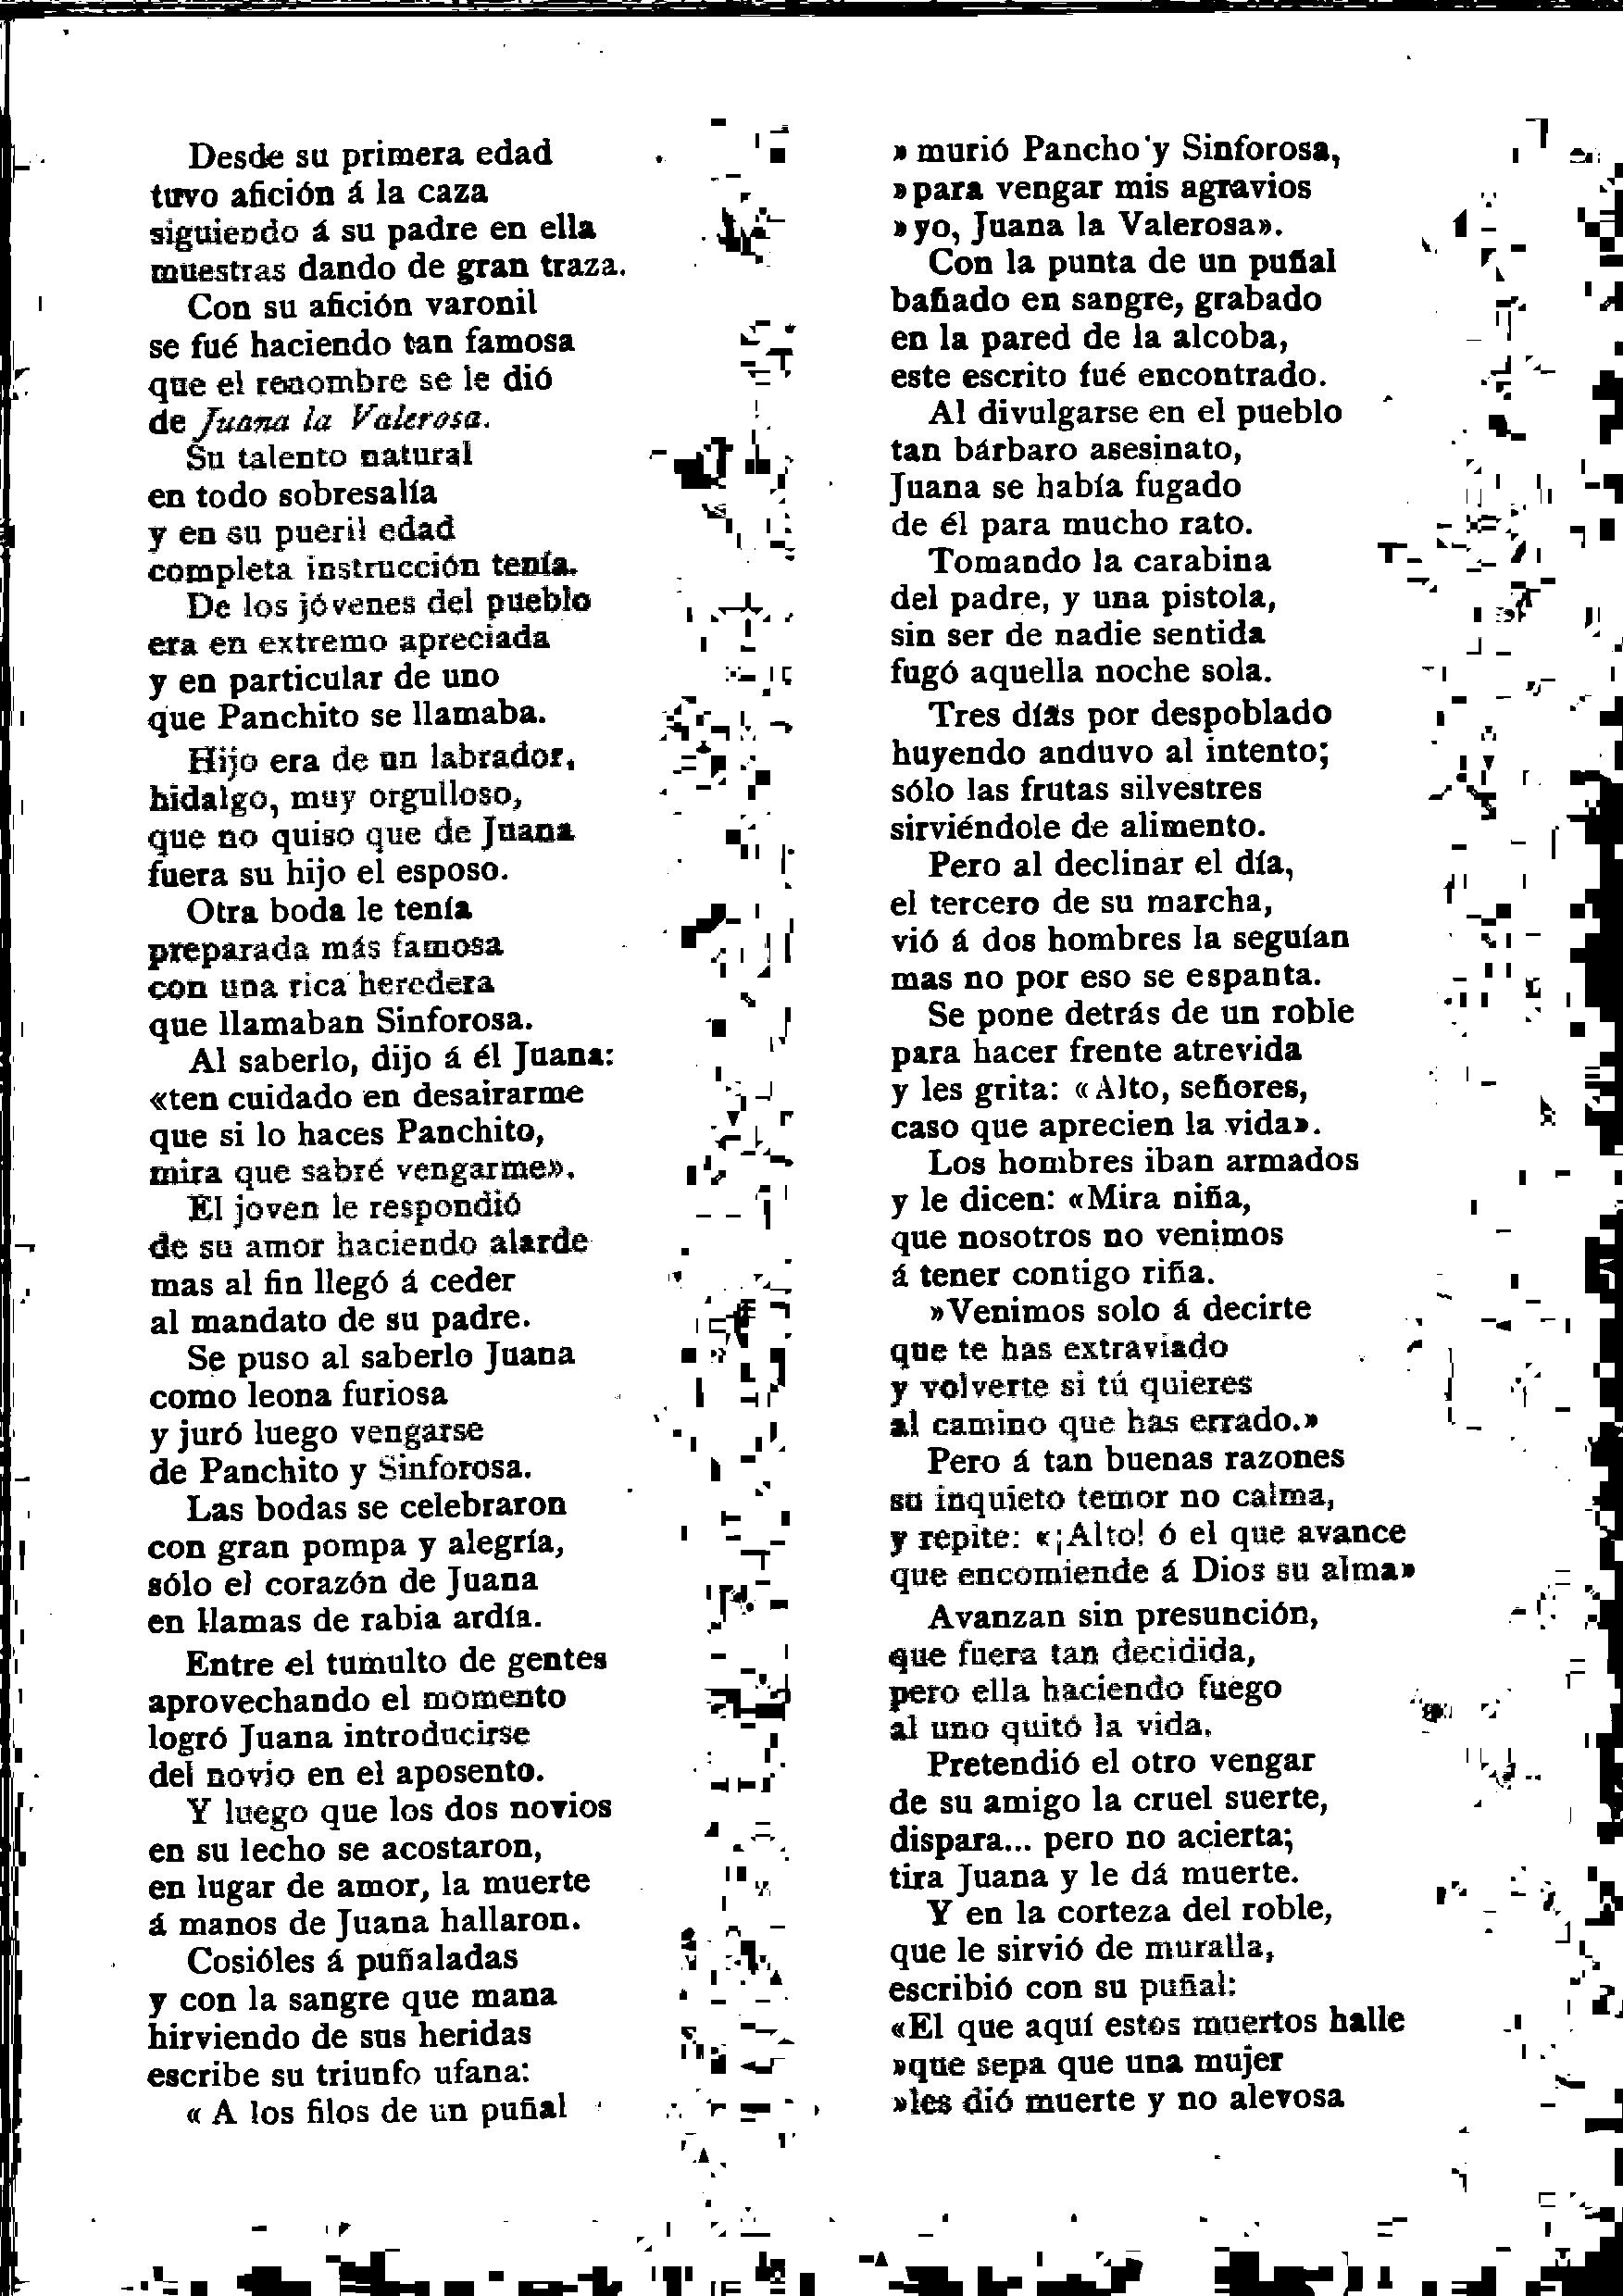 Desde su primera edad
tuvo afición á la caza
siguiendo á su padre en ella
muestras dando de gran traza.
Con su afición varonil
se fué haciendo tan famosa
que el renombre se le dió
de Juana la Valerosa.
Su talento natural
en todo sobresalía
y en su pueril edad
completa instrucción tenía.
De los jóvenes del pueblo
era en extremo apreciada
y en particular de uno
que Panchito se llamaba.
Hijo era de un labrador,
hidalgo, muy orgulloso,
que no quiso que de Juana
fuera su hijo el esposo.
Otra boda le tenía
preparada más famosa
con una rica heredera
que llamaban Sinforosa.
Al saberlo, dijo á él Juana:
«ten cuidado en desairarme
que si lo haces Panchito,
mira que sabré vengarme».
El joven le respondió
de su amor haciendo alarde
mas al fin llegó á ceder
al mandato de su padre.
Se puso al saberlo Juana
como leona furiosa
y juró luego vengarse
de Panchito y Sinforosa.
Las bodas se celebraron
con gran pompa y alegría,
sólo el corazón de Juana
en llamas de rabia ardía.
Entre el tumulto de gentes
aprovechando el momento
logró Juana introducirse
del novio en el aposento.
Y luego que los dos novios
en su lecho se acostaron,
en lugar de amor, la muerte
á manos de Juana hallaron.
Cosióles á puñaladas
y con la sangre que mana
hirviendo de sus heridas
escribe su triunfo ufana:
« A los filos de un puñal
» murió Pancho y Sinforosa,
»para vengar mis agravios
»yo, Juana la Valerosa».
Con la punta de un puñal
bañado en sangre, grabado
en la pared de la alcoba,
este escrito fué encontrado.
Al divulgarse en el pueblo
tan bárbaro asesinato,
Juana se había fugado
de él para mucho rato.
Tomando la carabina
del padre, y una pistola,
sin ser de nadie sentida
fugó aquella noche sola.
Tres días por despoblado
huyendo anduvo al intento;
sólo las frutas silvestres
sirviéndole de alimento.
Pero al declinar el día,
el tercero de su marcha,
vió á dos hombres la seguían
mas no por eso se espanta.
Se pone detrás de un roble
para hacer frente atrevida
y les grita: «Alto, señores,
caso que aprecien la vida».
Los hombres iban armados
y le dicen: «Mira niña,
que nosotros no venimos
á tener contigo riña.
»Venimos solo á decirte
que te has extraviado
y volverte si tú quieres
al camino que has errado.»
Pero á tan buenas razones
su inquieto temor no calma,
y repite: «¡Alto! ó el que avance
que encomiende á Dios su alma»
Avanzan sin presunción,
que fuera tan decidida,
pero ella haciendo fuego
al uno quitó la vida.
Pretendió el otro vengar
de su amigo la cruel suerte,
dispara... pero no acierta;
tira Juana y le dá muerte.
Y en la corteza del roble,
que le sirvió de muralla,
escribió con su puñal:
«El que aquí estos muertos halle
»que sepa que una mujer
»les dió muerte y no alevosa